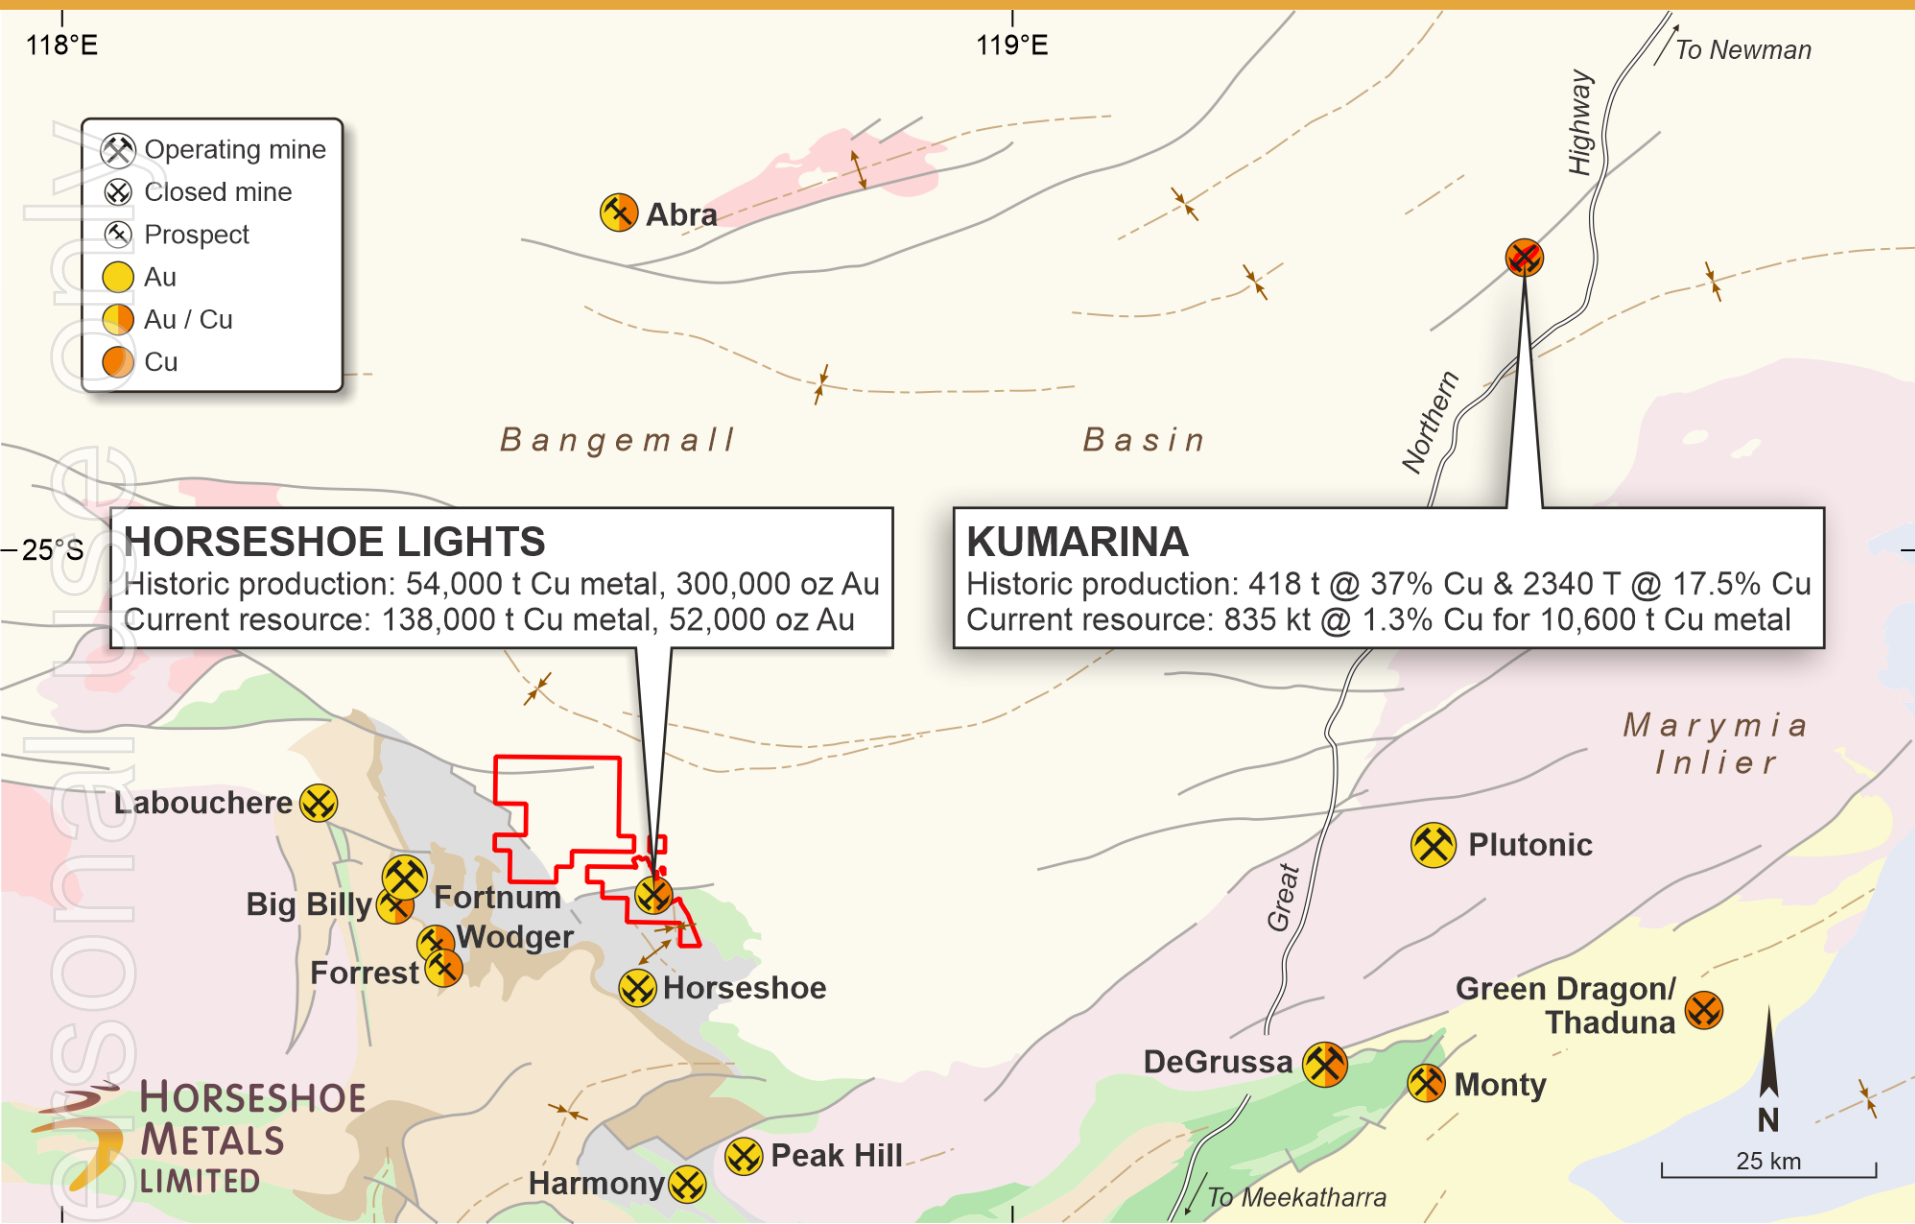 118°E
119°E
To Newman
Highway
Operating mine
Closed mine
Prospect
Au
Au / Cu
Cu
Abra
Northern
Bangemall
Basin
25°S
HORSESHOE LIGHTS
Historic production: 54,000 t Cu metal, 300,000 oz Au
Current resource: 138,000 t Cu metal, 52,000 oz Au
KUMARINA
Historic production: 418 t @ 37% Cu & 2340 T @ 17.5% Cu
Current resource: 835 kt @ 1.3% Cu for 10,600 t Cu metal
Marymia
Inlier
Labouchere
Plutonic
Great
Big Billy
Fortnum
Wodger
Forrest
Horseshoe
Green Dragon/
Thaduna
DeGrussa
Monty
N
25 km
HORSESHOE
METALS
LIMITED
Peak Hill
Harmony
To Meekatharra
ersonal use only